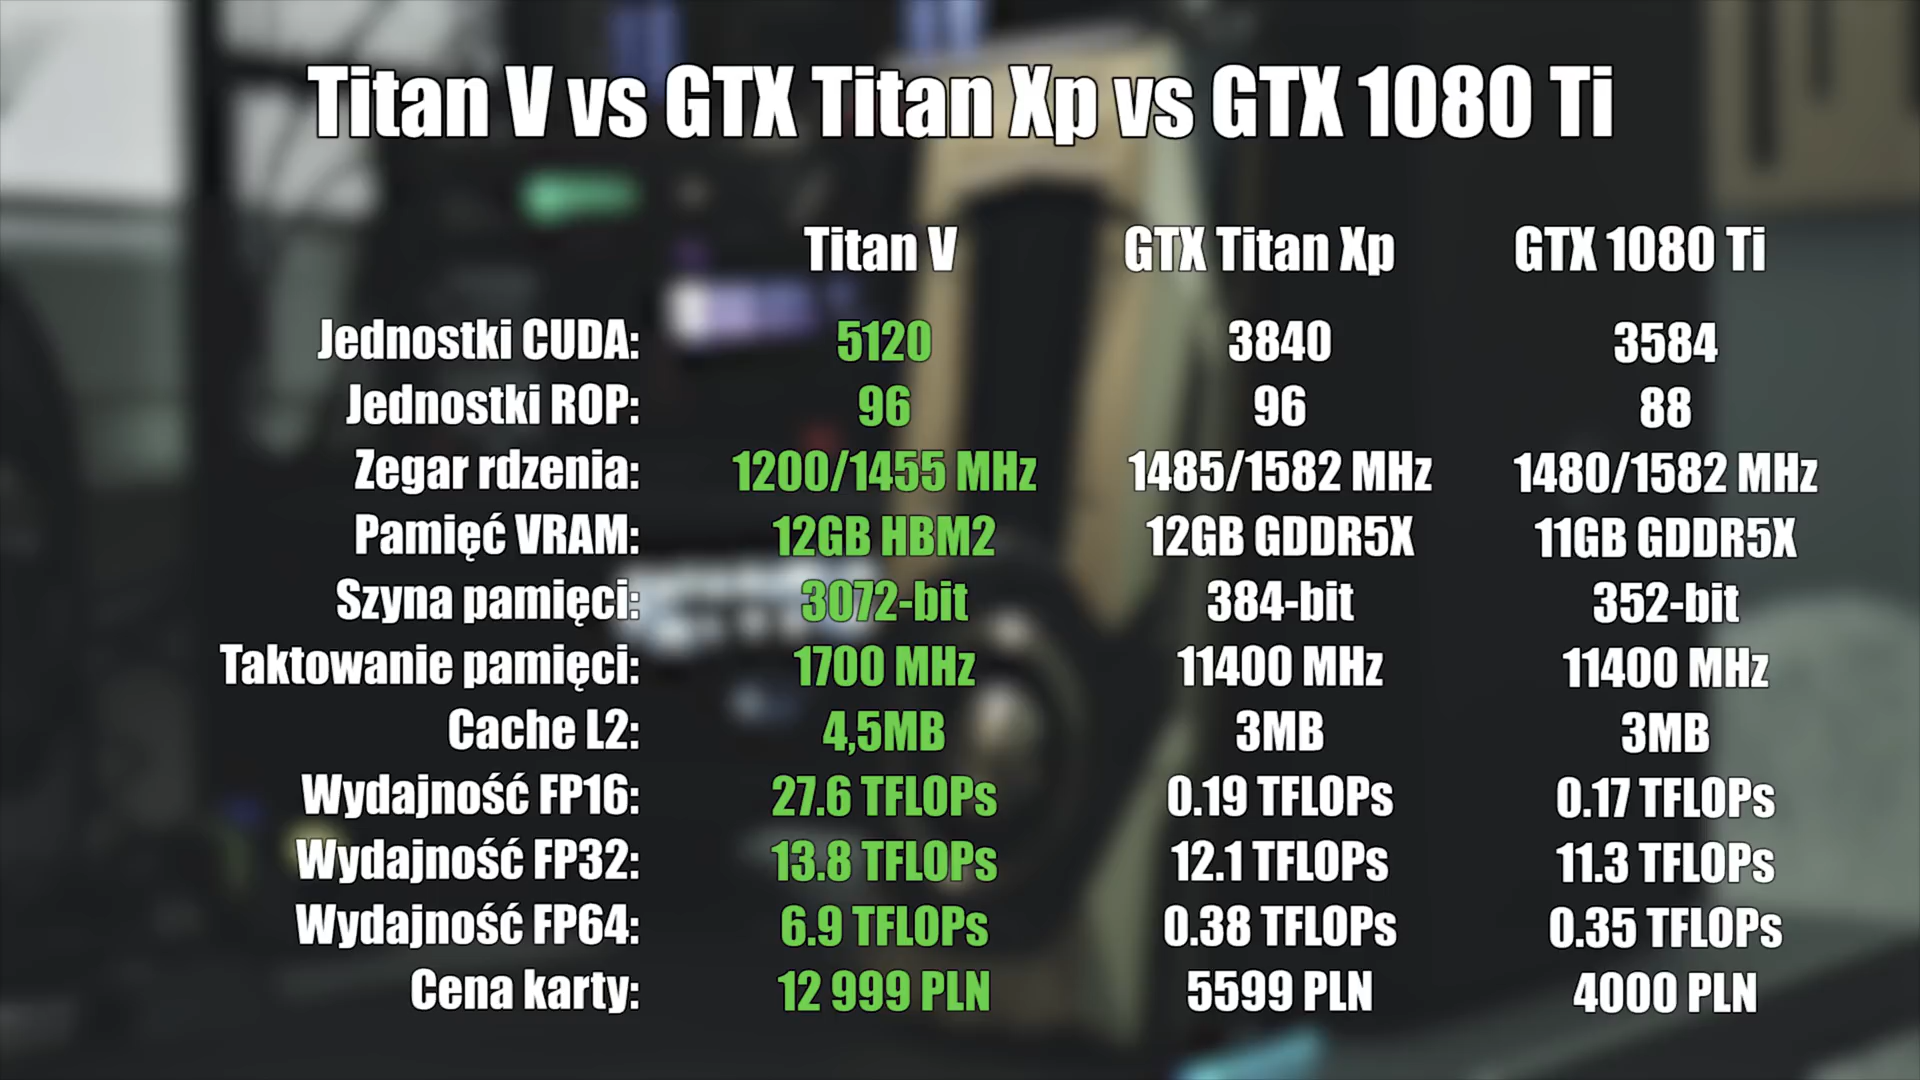 Titan V vs GTX Titan Xp vs GTX 1080 Ti
Titan V GTX Titan Xp GTX 1080 Ti
Jednostki CUDA: 5120 3840 3584
Jednostki ROP: 96 96 88
Zegar rdzenia: 1200/1455 MHz 1485/1582 MHz 1480/1582 MHz
Pamięć VRAM: 12GB HBM2 12GB GDDR5X 11GB GDDR5X
Szyna pamięci: 3072-bit 384-bit 352-bit
Taktowanie pamięci: 1700 MHz 11400 MHz 11400 MHz
Cache L2: 4,5MB 3MB 3MB
Wydajność FP16: 27.6 TFLOPs 0.19 TFLOPs 0.17 TFLOPs
Wydajność FP32: 13.8 TFLOPs 12.1 TFLOPs 11.3 TFLOPs
Wydajność FP64: 6.9 TFLOPs 0.38 TFLOPs 0.35 TFLOPs
Cena karty: 12 999 PLN 5599 PLN 4000 PLN